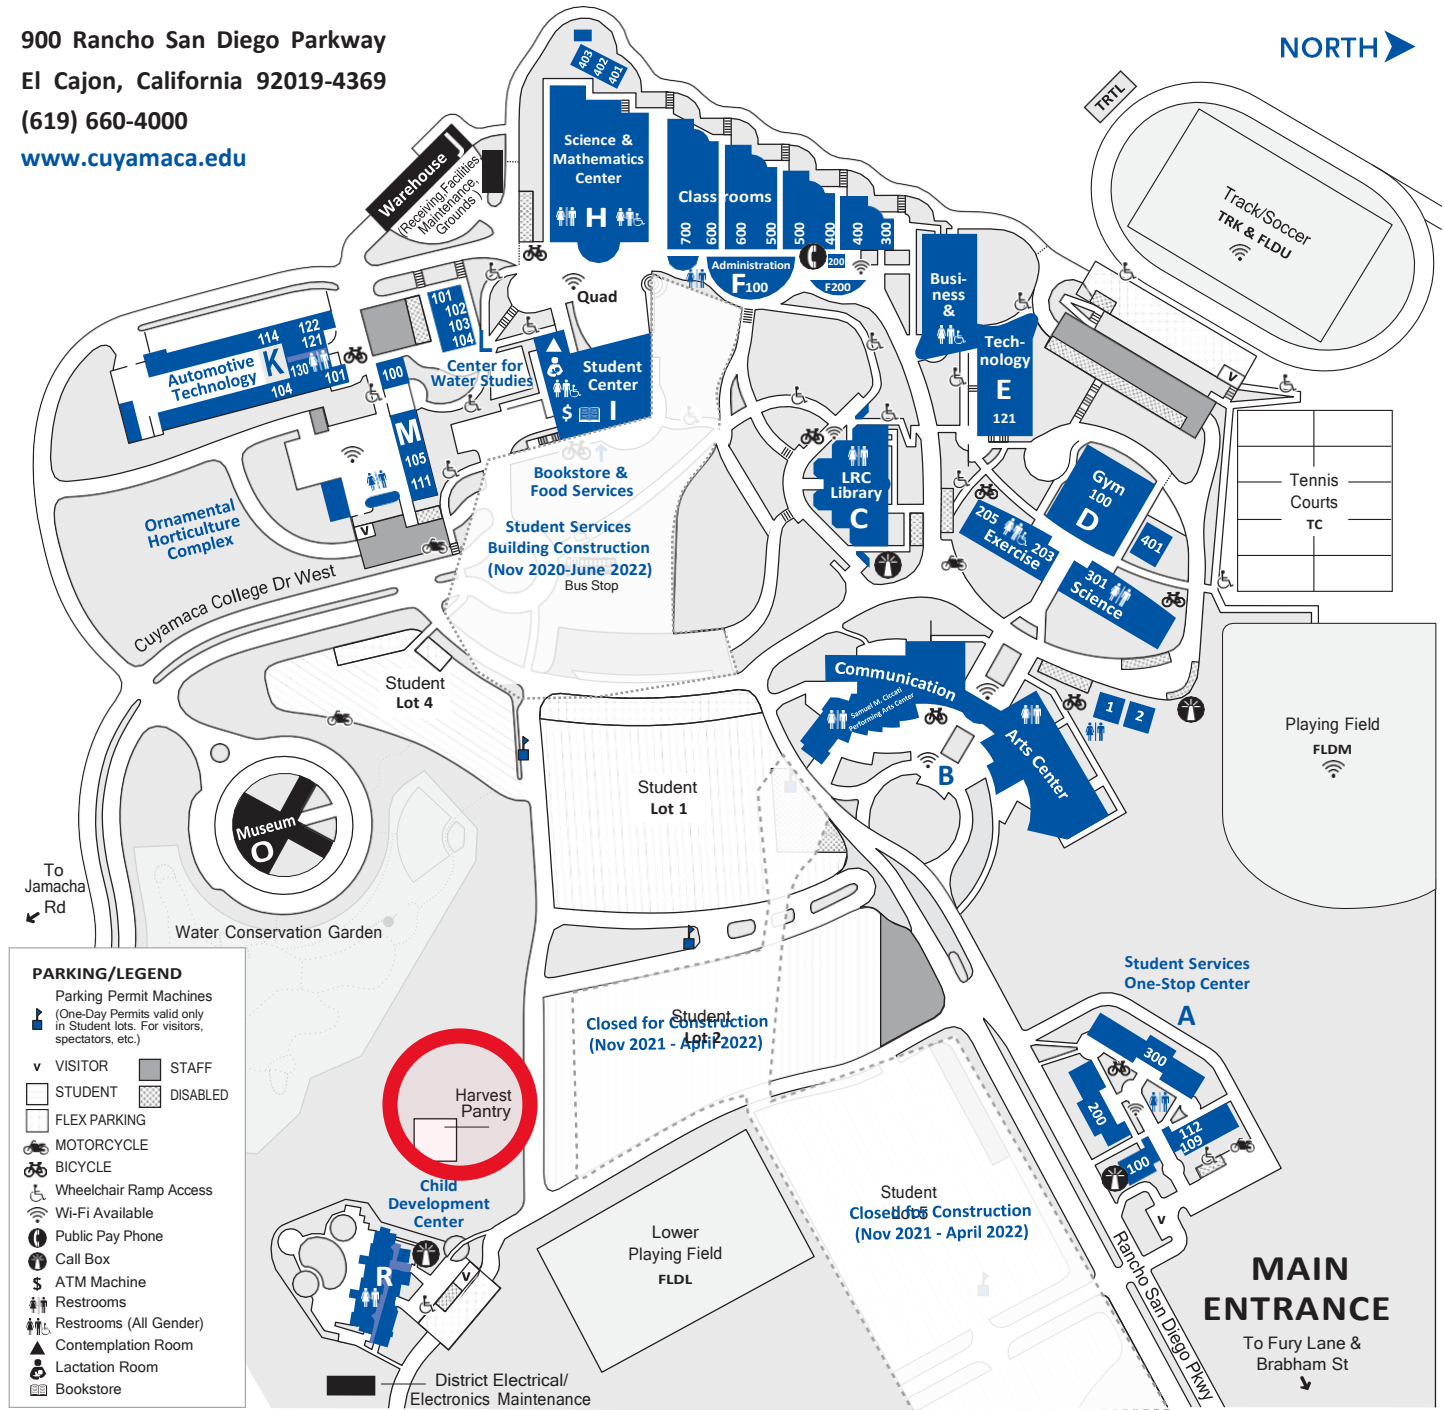 900 Rancho San Diego Parkway
El Cajon, California 92019-4369
(619) 660-4000
www.cuyamaca.edu
NORTH
TRTL
Track/Soccer
TRK & FLDU
403
402
401
Science &
Mathematics
Center
H
Warehouse J
(Receiving, Facilities,
Maintenance,
Grounds)
Classrooms
700
600
600
500
500
400
400
300
Administration
F100
200
F200
Busi-
ness
&
Tech-
nology
E
121
Quad
101
102
103
104
L
Center for
Water Studies
Student
Center
$
I
114
122
121
Automotive
Technology
K
130
101
104
100
M
105
111
V
Ornamental
Horticulture
Complex
Bookstore &
Food Services
Student Services
Building Construction
(Nov 2020-June 2022)
Bus Stop
LRC
Library
C
Gym
100
D
401
205
203
Exercise
301
Science
V
Tennis
Courts
TC
Cuyamaca College Dr West
Student
Lot 4
Communication
Samuel M. Ciccati
Performing Arts Center
Arts Center
B
1
2
Playing Field
FLDM
Student
Lot 1
Museum
O
To
Jamacha
Rd
Water Conservation Garden
PARKING/LEGEND
Parking Permit Machines
(One-Day Permits valid only
in Student lots. For visitors,
spectators, etc.)
V VISITOR
STAFF
STUDENT
DISABLED
FLEX PARKING
MOTORCYCLE
BICYCLE
Wheelchair Ramp Access
Wi-Fi Available
Public Pay Phone
Call Box
$ ATM Machine
Restrooms
Restrooms (All Gender)
Contemplation Room
Lactation Room
Bookstore
Student
Lot 2
Closed for Construction
(Nov 2021 - April 2022)
Student Services
One-Stop Center
A
300
200
112
109
100
V
Harvest
Pantry
Child
Development
Center
R
V
Lower
Playing Field
FLDL
Student
Lot 5
Closed for Construction
(Nov 2021 - April 2022)
Rancho San Diego Pkwy
MAIN
ENTRANCE
To Fury Lane &
Brabham St
District Electrical/
Electronics Maintenance